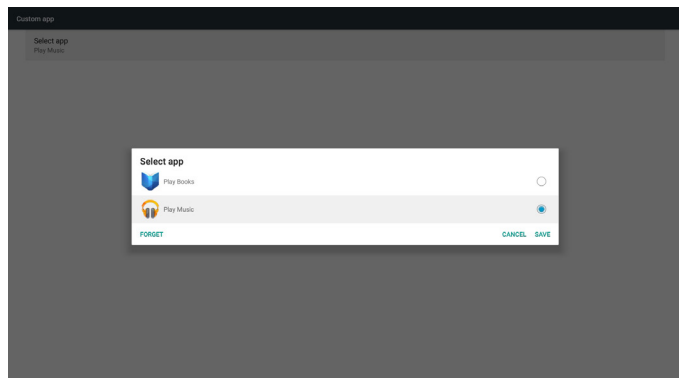 Custom app
Select app
Play Music
Select app
Play Books
Play Music
FORGET CANCEL SAVE